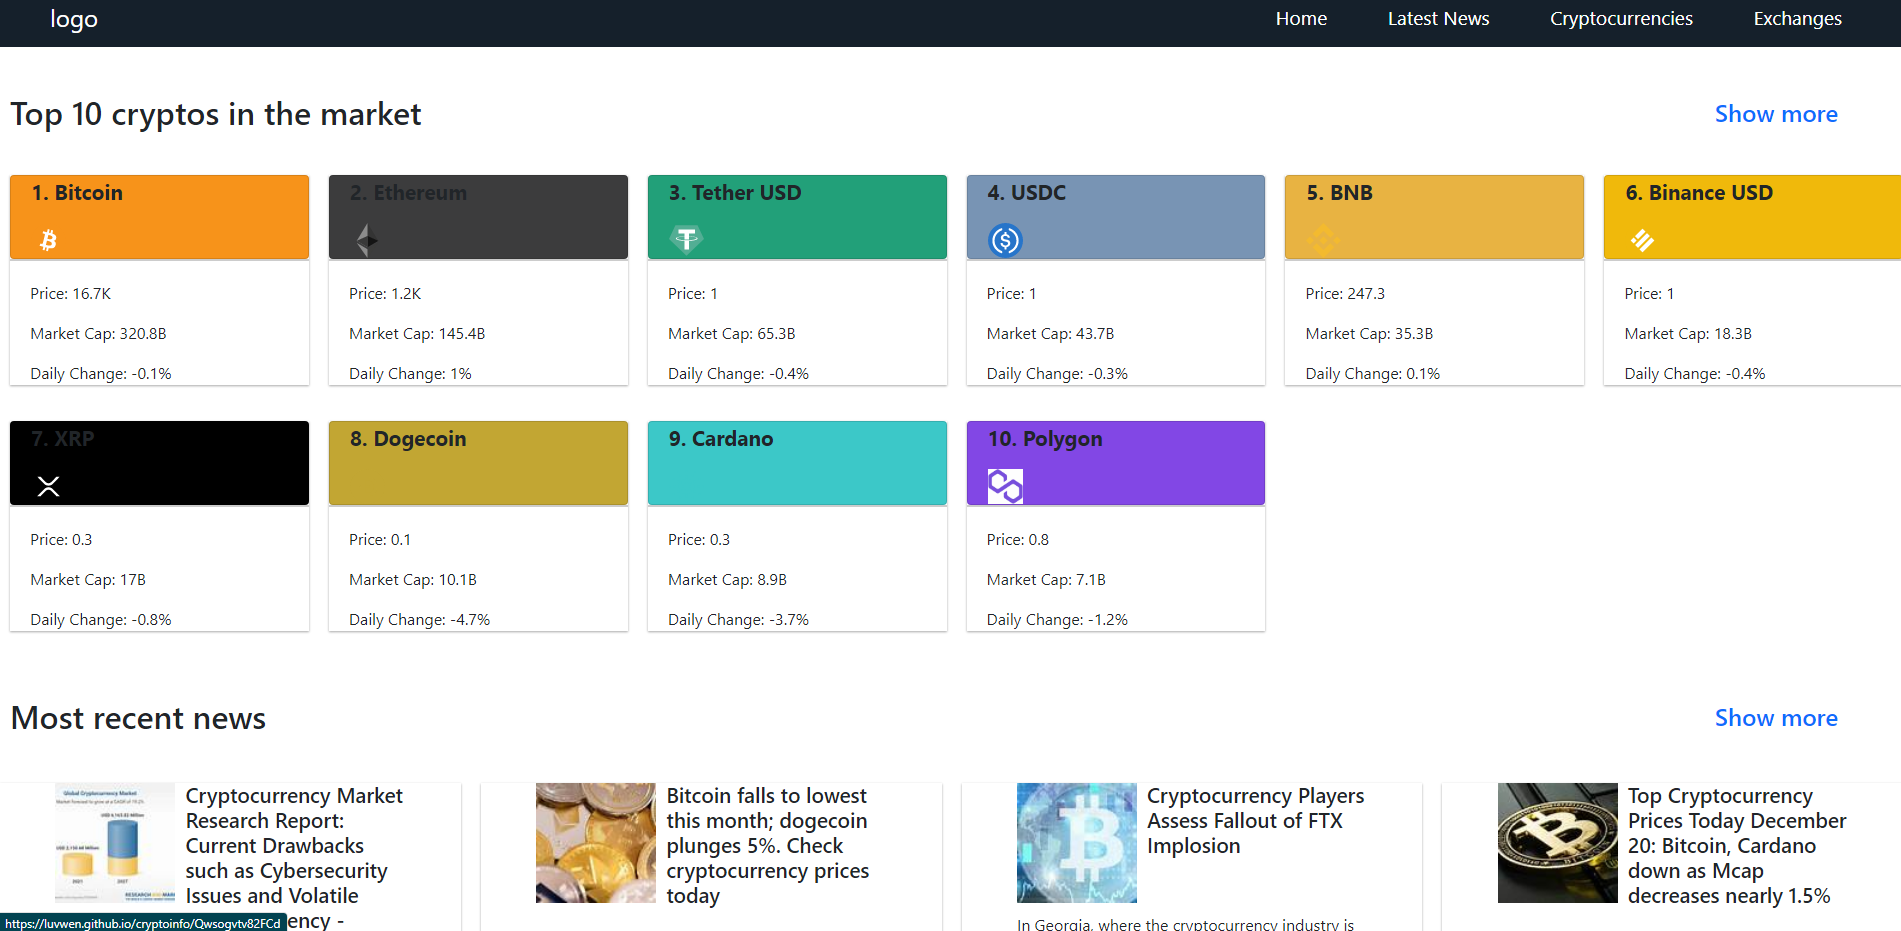 logo
Home
Latest News
Cryptocurrencies
Exchanges
Top 10 cryptos in the market
Show more
1. Bitcoin
Price: 16.7K
Market Cap: 320.8B
Daily Change: -0.1%
2. Ethereum
Price: 1.2K
Market Cap: 145.4B
Daily Change: 1%
3. Tether USD
Price: 1
Market Cap: 65.3B
Daily Change: -0.4%
4. USDC
Price: 1
Market Cap: 43.7B
Daily Change: -0.3%
5. BNB
Price: 247.3
Market Cap: 35.3B
Daily Change: 0.1%
6. Binance USD
Price: 1
Market Cap: 18.3B
Daily Change: -0.4%
7. XRP
Price: 0.3
Market Cap: 17B
Daily Change: -0.8%
8. Dogecoin
Price: 0.1
Market Cap: 10.1B
Daily Change: -4.7%
9. Cardano
Price: 0.3
Market Cap: 8.9B
Daily Change: -3.7%
10. Polygon
Price: 0.8
Market Cap: 7.1B
Daily Change: -1.2%
Most recent news
Show more
Global Cryptocurrency Market
Cryptocurrency Market
Research Report:
Current Drawbacks
such as Cybersecurity
Issues and Volatile
ency -
Bitcoin falls to lowest
this month; dogecoin
plunges 5%. Check
cryptocurrency prices
today
Cryptocurrency Players
Assess Fallout of FTX
Implosion
In Georgia, where the cryptocurrency industry is
Top Cryptocurrency
Prices Today December
20: Bitcoin, Cardano
down as Mcap
decreases nearly 1.5%
https://luvwen.github.io/cryptoinfo/Qwsogvtv82FCd